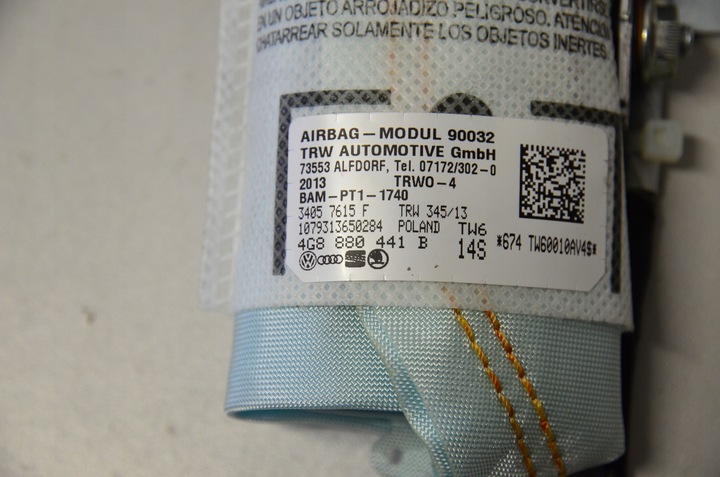 EN UN OBJETO ARROJADIZO PELIGROSO. ATENCIÓN
CHATARREAR SOLAMENTE LOS OBJETOS INERTES.
AIRBAG-MODUL 90032
TRW AUTOMOTIVE GmbH
73553 ALFDORF, Tel. 07172/302-0
2013 TRWO-4
BAM-PT1-1740
3405 7615 F TRW 345/13
1079313650284 POLAND TW6
4G8 880 441 B 14S *674 TW60010AV4$*